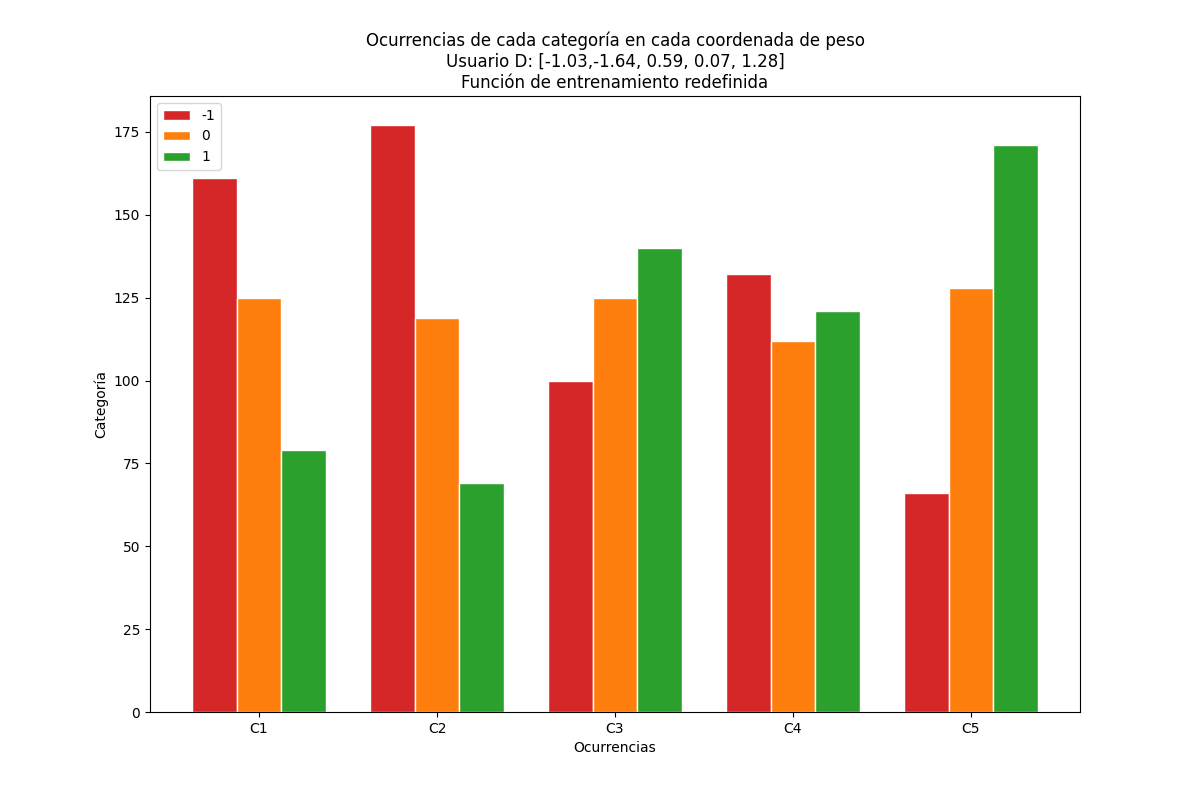 Ocurrencias de cada categoría en cada coordenada de peso
Usuario D: [-1.03,-1.64, 0.59, 0.07, 1.28]
Función de entrenamiento redefinida
-1
0
1
175
150
125
100
75
50
25
0
Categoría
C1 C2 C3 C4 C5
Ocurrencias